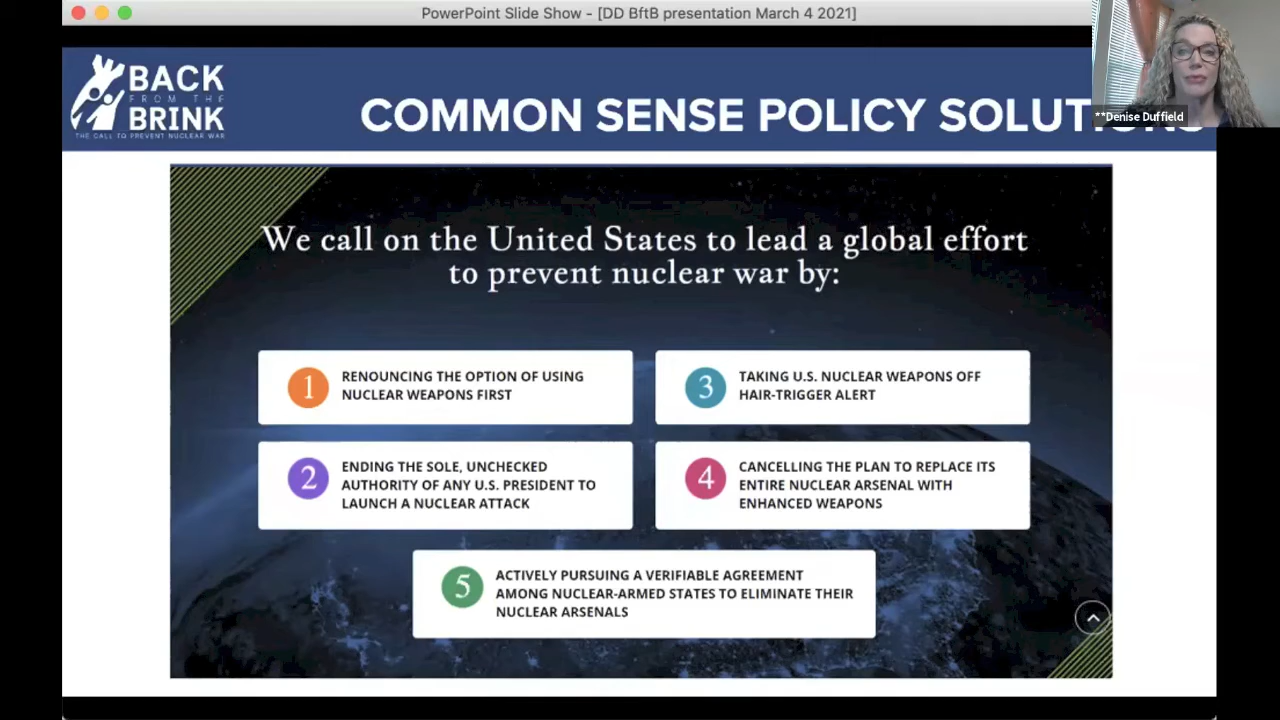 PowerPoint Slide Show - [DD BftB presentation March 4 2021]
BACK
FROM THE
BRINK
THE CALL TO PREVENT NUCLEAR WAR
COMMON SENSE POLICY SOLUTIONS
**Denise Duffield
We call on the United States to lead a global effort
to prevent nuclear war by:
1
RENOUNCING THE OPTION OF USING
NUCLEAR WEAPONS FIRST
2
ENDING THE SOLE, UNCHECKED
AUTHORITY OF ANY U.S. PRESIDENT TO
LAUNCH A NUCLEAR ATTACK
3
TAKING U.S. NUCLEAR WEAPONS OFF
HAIR-TRIGGER ALERT
4
CANCELLING THE PLAN TO REPLACE ITS
ENTIRE NUCLEAR ARSENAL WITH
ENHANCED WEAPONS
5
ACTIVELY PURSUING A VERIFIABLE AGREEMENT
AMONG NUCLEAR-ARMED STATES TO ELIMINATE THEIR
NUCLEAR ARSENALS